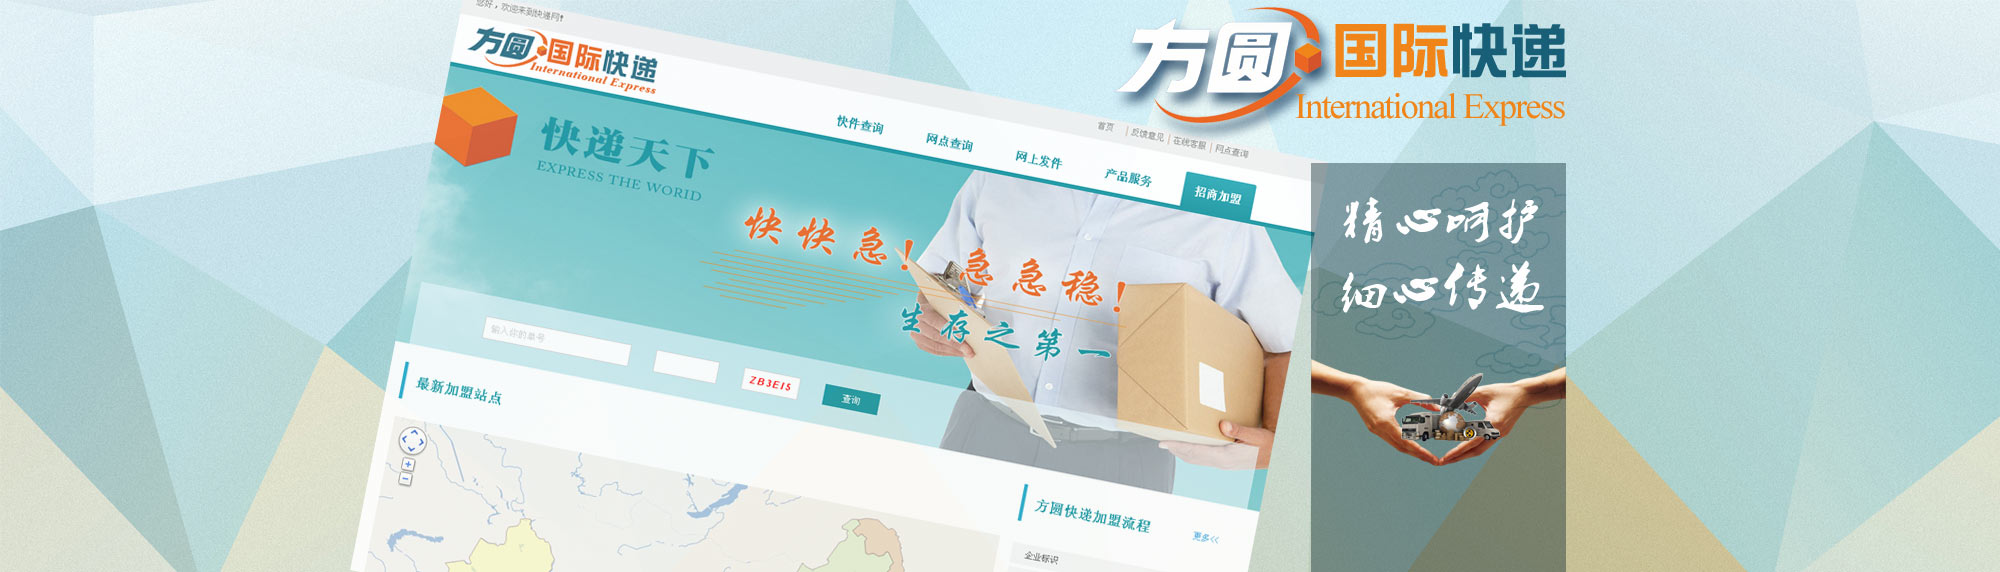 您好，欢迎来到快递网!
方圆国际快递
International Express
首页 | 反馈意见 | 在线客服 | 网点查询
快件查询
网点查询
网上发件
产品服务
招商加盟
快递天下
EXPRESS THE WORLD
快快急！急急稳！
生存之第一
输入你的单号
ZB3EI5
查询
最新加盟站点
+
−
方圆快递加盟流程
更多<<
企业标识
方圆国际快递
International Express
精心呵护
细心传递